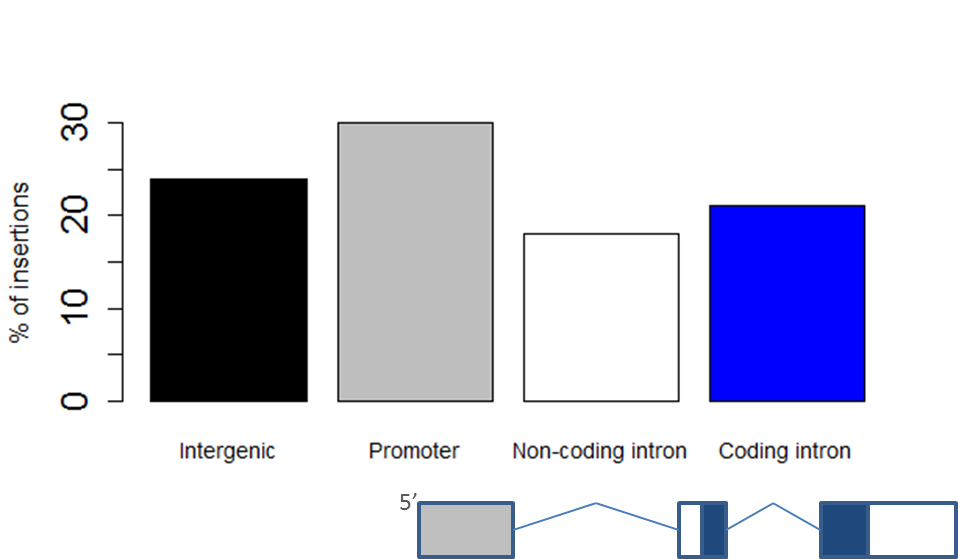 % of insertions
30
20
10
0
Intergenic Promoter Non-coding intron Coding intron
5’